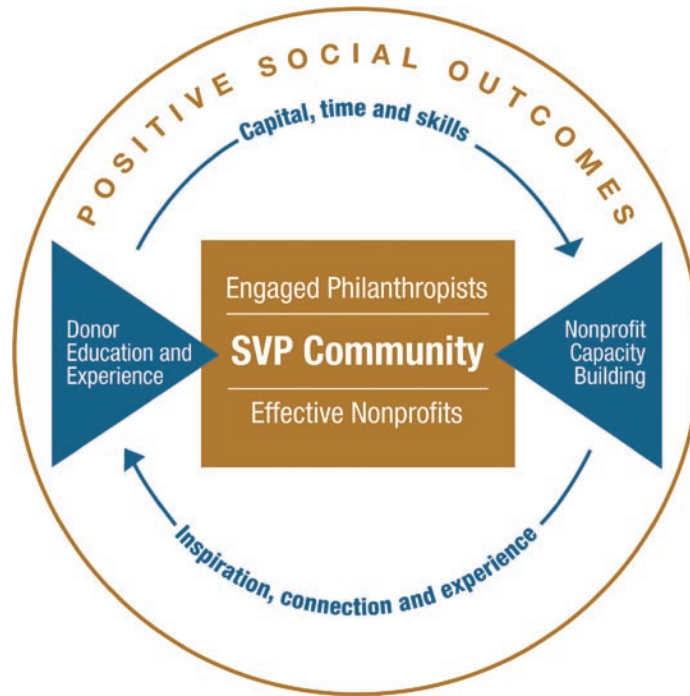 POSITIVE SOCIAL OUTCOMES
Capital, time and skills
Donor
Education and
Experience
Engaged Philanthropists
SVP Community
Effective Nonprofits
Nonprofit
Capacity
Building
Inspiration, connection and experience